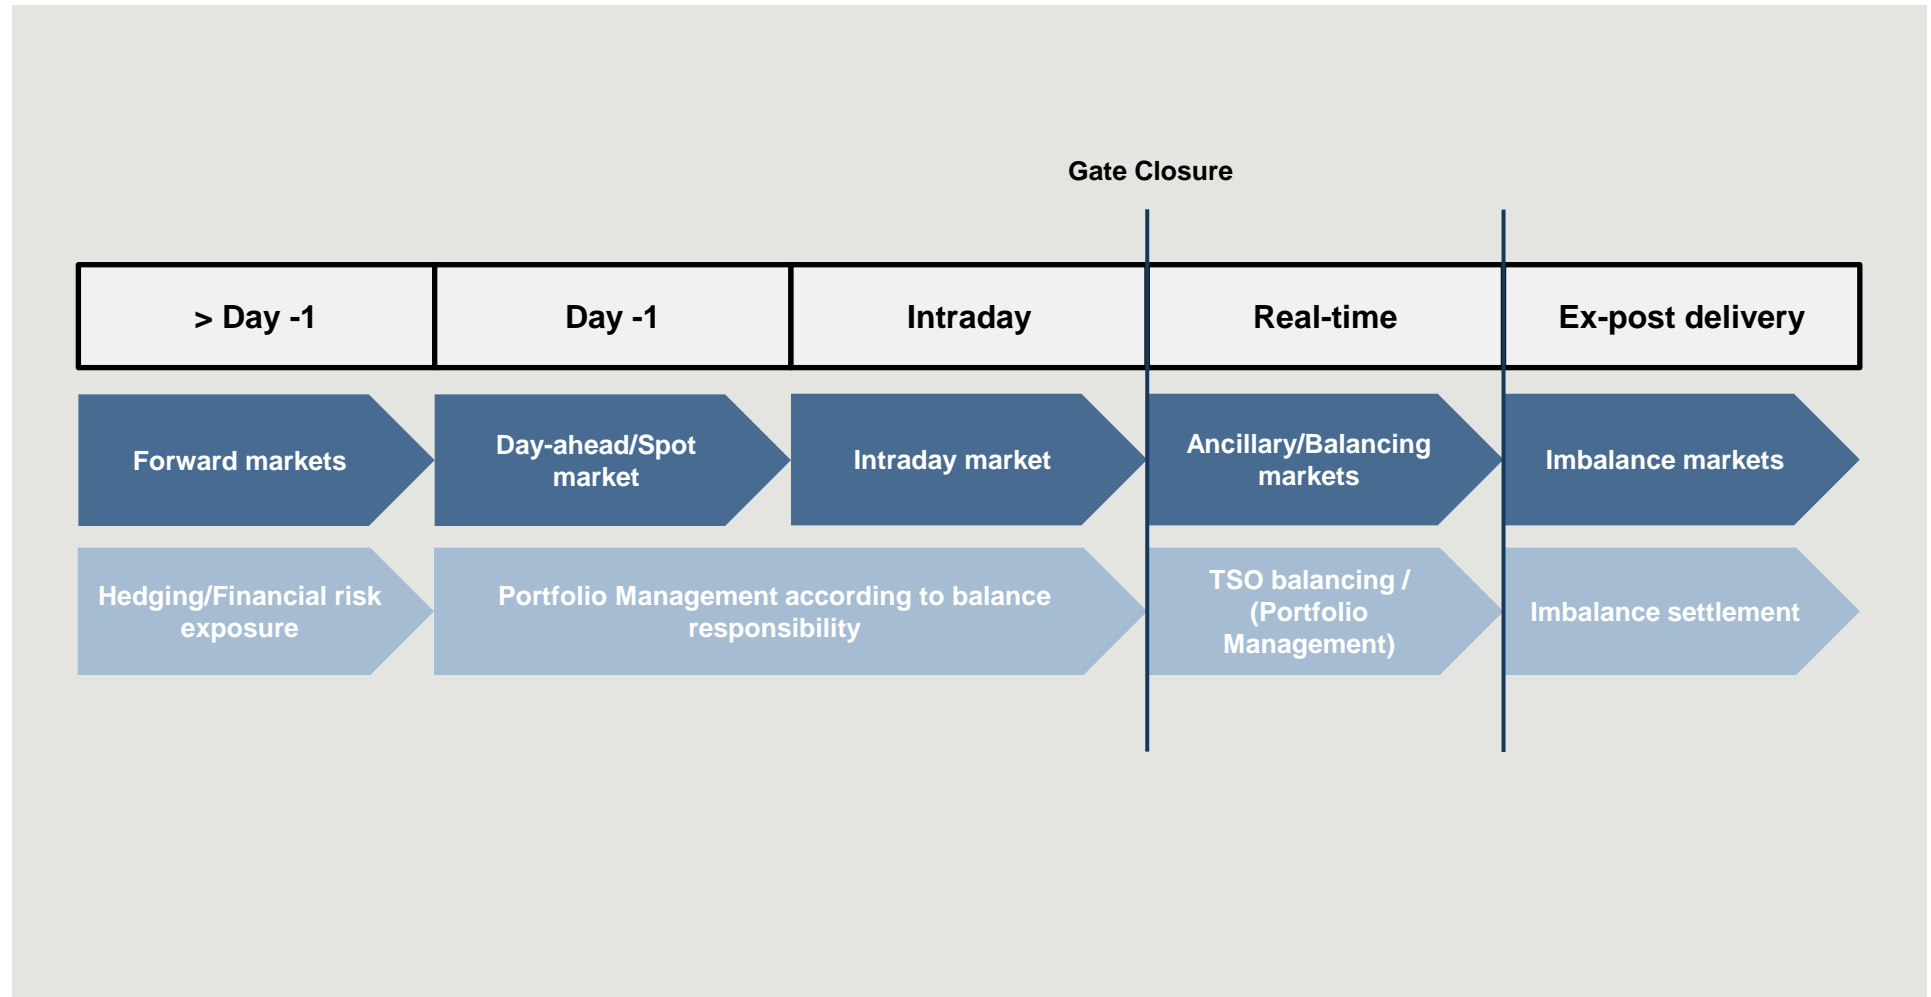 Gate Closure
> Day -1
Day -1
Intraday
Real-time
Ex-post delivery
Forward markets
Day-ahead/Spot
market
Intraday market
Ancillary/Balancing
markets
Imbalance markets
Hedging/Financial risk
exposure
Portfolio Management according to balance
responsibility
TSO balancing /
(Portfolio
Management)
Imbalance settlement